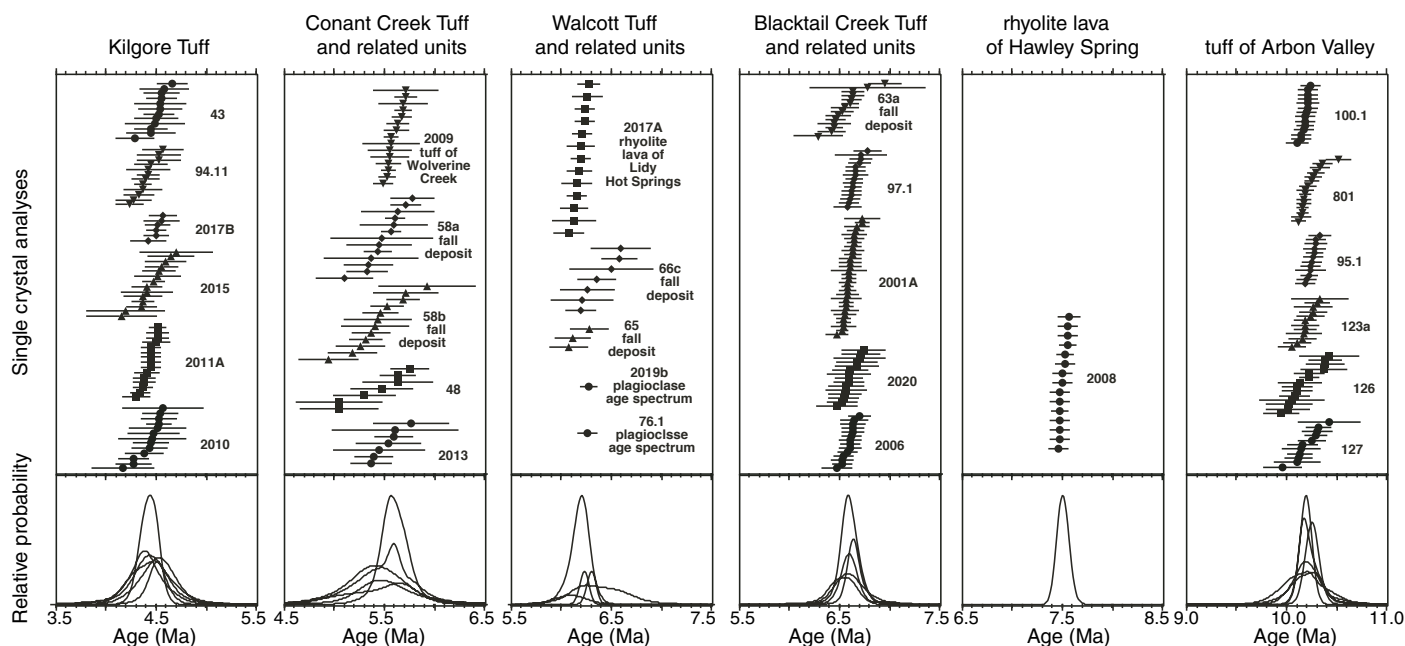 Kilgore Tuff
Conant Creek Tuff
and related units
Walcott Tuff
and related units
Blacktail Creek Tuff
and related units
rhyolite lava
of Hawley Spring
tuff of Arbon Valley
Single crystal analyses
43
94.11
2017B
2015
2011A
2010
2009
tuff of
Wolverine
Creek
58a
fall
deposit
58b
fall
deposit
48
2013
2017A
rhyolite
lava of
Lidy
Hot Springs
66c
fall
deposit
65
fall
deposit
2019b
plagioclase
age spectrum
76.1
plagioclsse
age spectrum
63a
fall
deposit
97.1
2001A
2020
2006
2008
100.1
801
95.1
123a
126
127
Relative probability
3.5 4.5 5.5
Age (Ma)
4.5 5.5 6.5
Age (Ma)
5.5 6.5 7.5
Age (Ma)
5.5 6.5 7.5
Age (Ma)
6.5 7.5 8.5
Age (Ma)
9.0 10.0 11.0
Age (Ma)